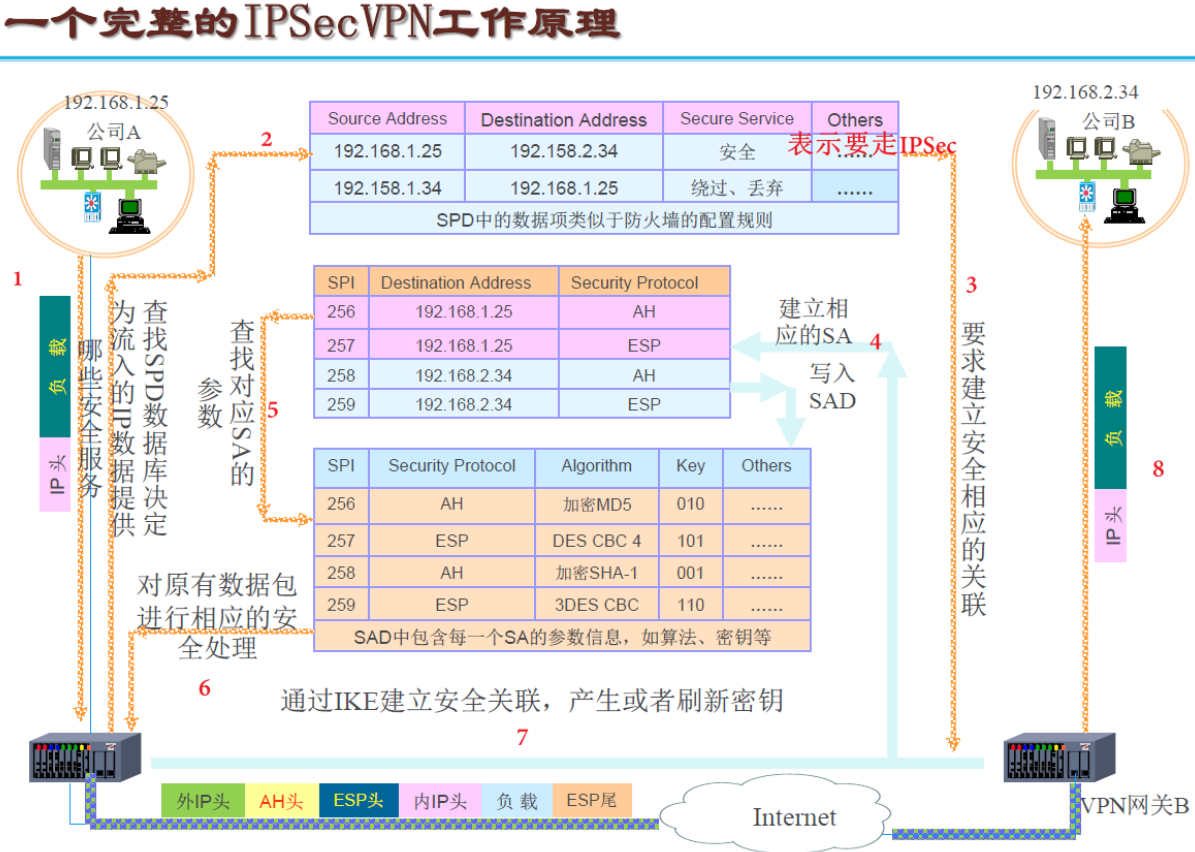 一个完整的IPSecVPN工作原理
192.168.1.25
公司A
192.168.2.34
公司B
2
Source Address Destination Address Secure Service Others
192.168.1.25 192.158.2.34 安全 ……
表示要走IPSec
192.158.1.34 192.168.1.25 绕过、丢弃 ……
SPD中的数据项类似于防火墙的配置规则
1
负载
IP头
查找SPD数据库决定
为流入的IP数据提供
哪些安全服务
3
要求建立安全相应的关联
SPI Destination Address Security Protocol
256 192.168.1.25 AH
257 192.168.1.25 ESP
258 192.168.2.34 AH
259 192.168.2.34 ESP
建立相
应的SA
4
写入
SAD
查找对应SA的
参数
5
SPI Security Protocol Algorithm Key Others
256 AH 加密MD5 010 ……
257 ESP DES CBC 4 101 ……
258 AH 加密SHA-1 001 ……
259 ESP 3DES CBC 110 ……
SAD中包含每一个SA的参数信息，如算法、密钥等
对原有数据包
进行相应的安
全处理
6
负载
IP头
8
通过IKE建立安全关联，产生或者刷新密钥
7
外IP头 AH头 ESP头 内IP头 负载 ESP尾
Internet
VPN网关B